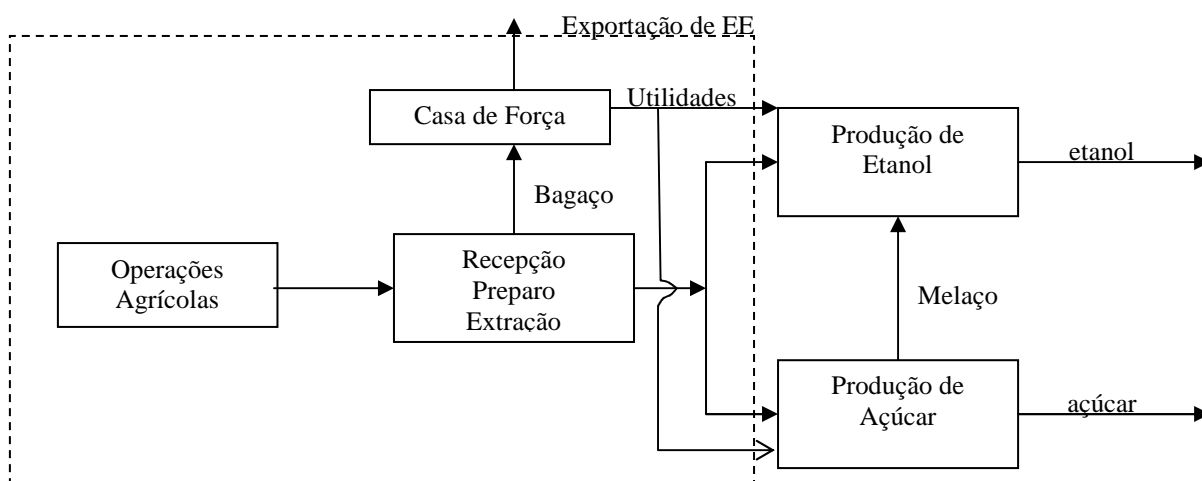 Exportação de EE
Casa de Força
Utilidades
Produção de
Etanol
etanol
Bagaço
Operações
Agrícolas
Recepção
Preparo
Extração
Melaço
Produção de
Açúcar
açúcar